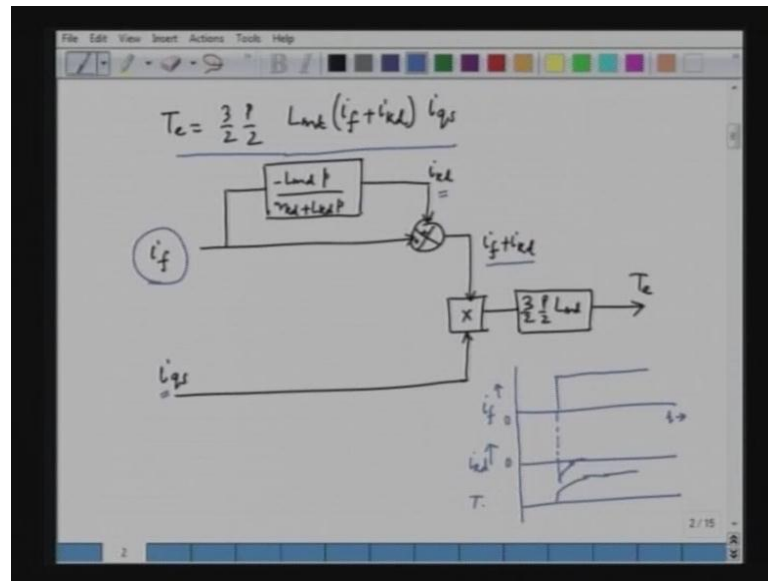 File Edit View Insert Actions Tools Help
B I
Te = 3/2 P/2 Lmd (if + ikd) iqs
-Lmd p / rkd + Lkd p
ikd
if
if + ikd
x
3/2 P/2 Lmd
Te
iqs
if ↑ 0
t →
ikd ↑ 0
T.
2/15
2